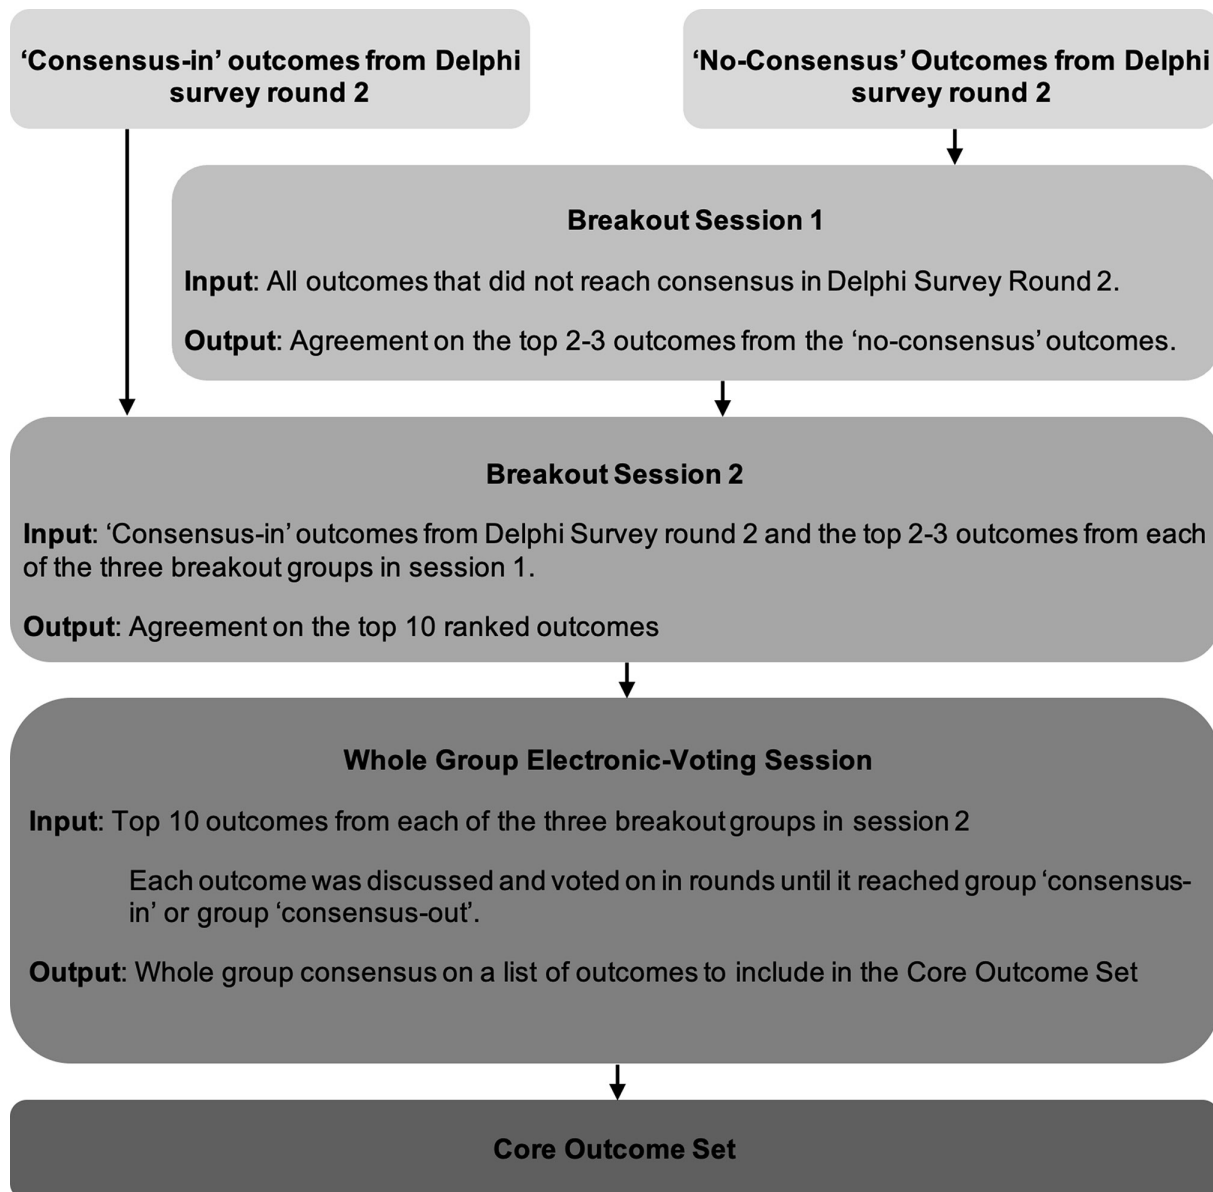 ‘Consensus-in’ outcomes from Delphi
survey round 2
‘No-Consensus’ Outcomes from Delphi
survey round 2
Breakout Session 1
Input: All outcomes that did not reach consensus in Delphi Survey Round 2.
Output: Agreement on the top 2-3 outcomes from the ‘no-consensus’ outcomes.
Breakout Session 2
Input: ‘Consensus-in’ outcomes from Delphi Survey round 2 and the top 2-3 outcomes from each
of the three breakout groups in session 1.
Output: Agreement on the top 10 ranked outcomes
Whole Group Electronic-Voting Session
Input: Top 10 outcomes from each of the three breakout groups in session 2
Each outcome was discussed and voted on in rounds until it reached group ‘consensus-
in’ or group ‘consensus-out’.
Output: Whole group consensus on a list of outcomes to include in the Core Outcome Set
Core Outcome Set